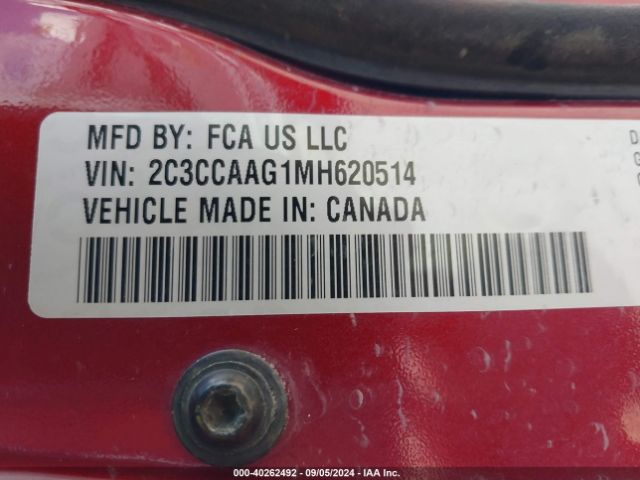 MFD BY: FCA US LLC
VIN: 2C3CCAAG1MH620514
VEHICLE MADE IN: CANADA
D
G
000-40262492 - 09/05/2024 - IAA Inc.